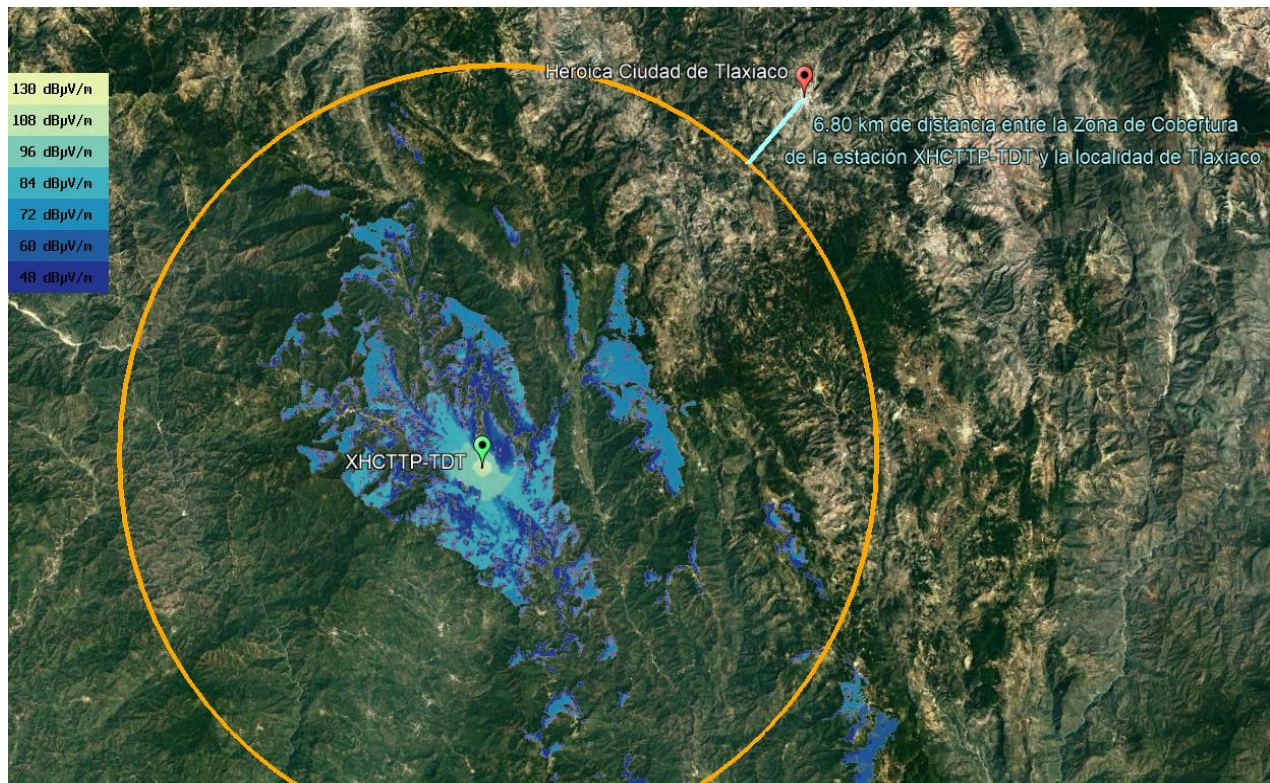 Heroica Ciudad de Tlaxiaco
130 dBµV/m
108 dBµV/m
96 dBµV/m
84 dBµV/m
72 dBµV/m
60 dBµV/m
48 dBµV/m
6.80 km de distancia entre la Zona de Cobertura
de la estación XHCTTP-TDT y la localidad de Tlaxiaco
XHCTTP-TDT